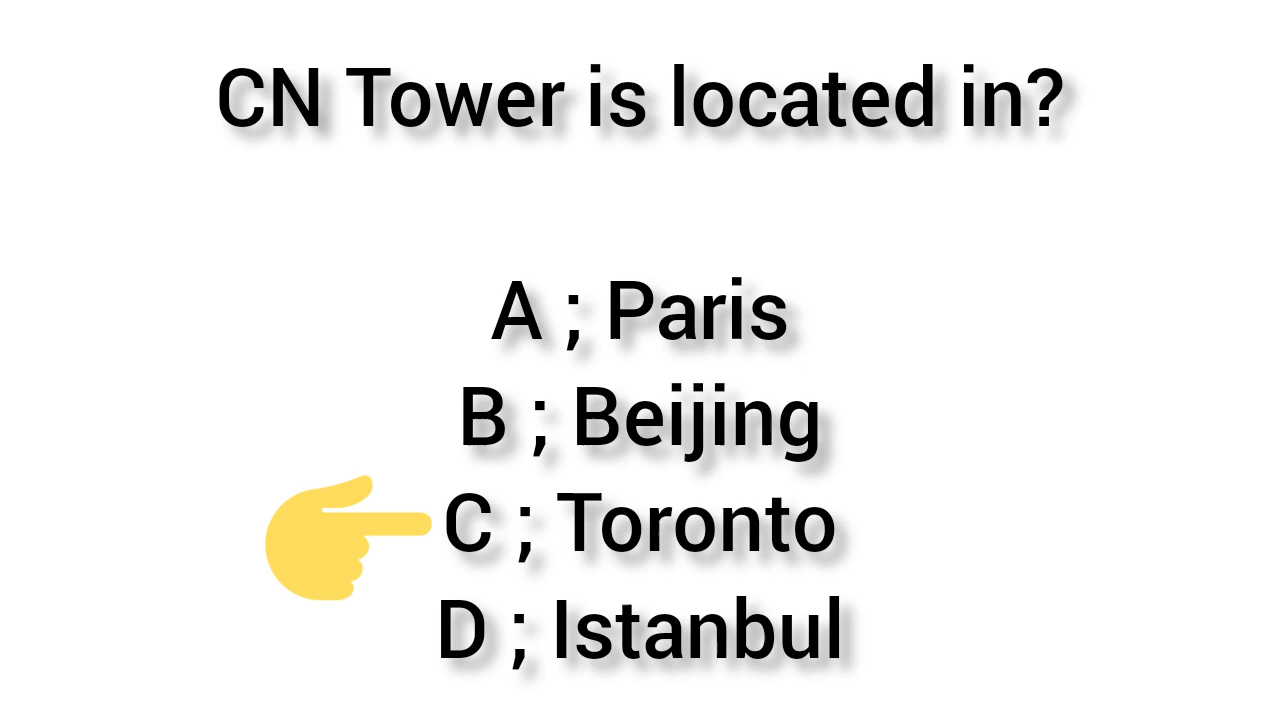 CN Tower is located in?
A ; Paris
B ; Beijing
C ; Toronto
D ; Istanbul